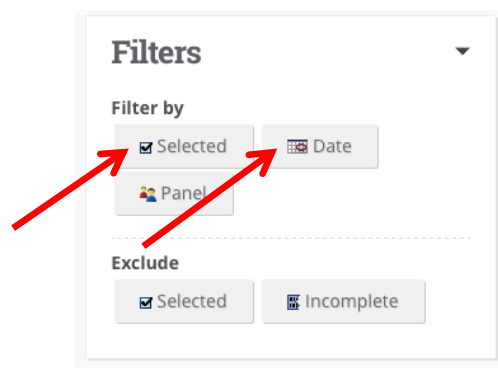 Filters
Filter by
Selected Date
Panel
Exclude
Selected Incomplete